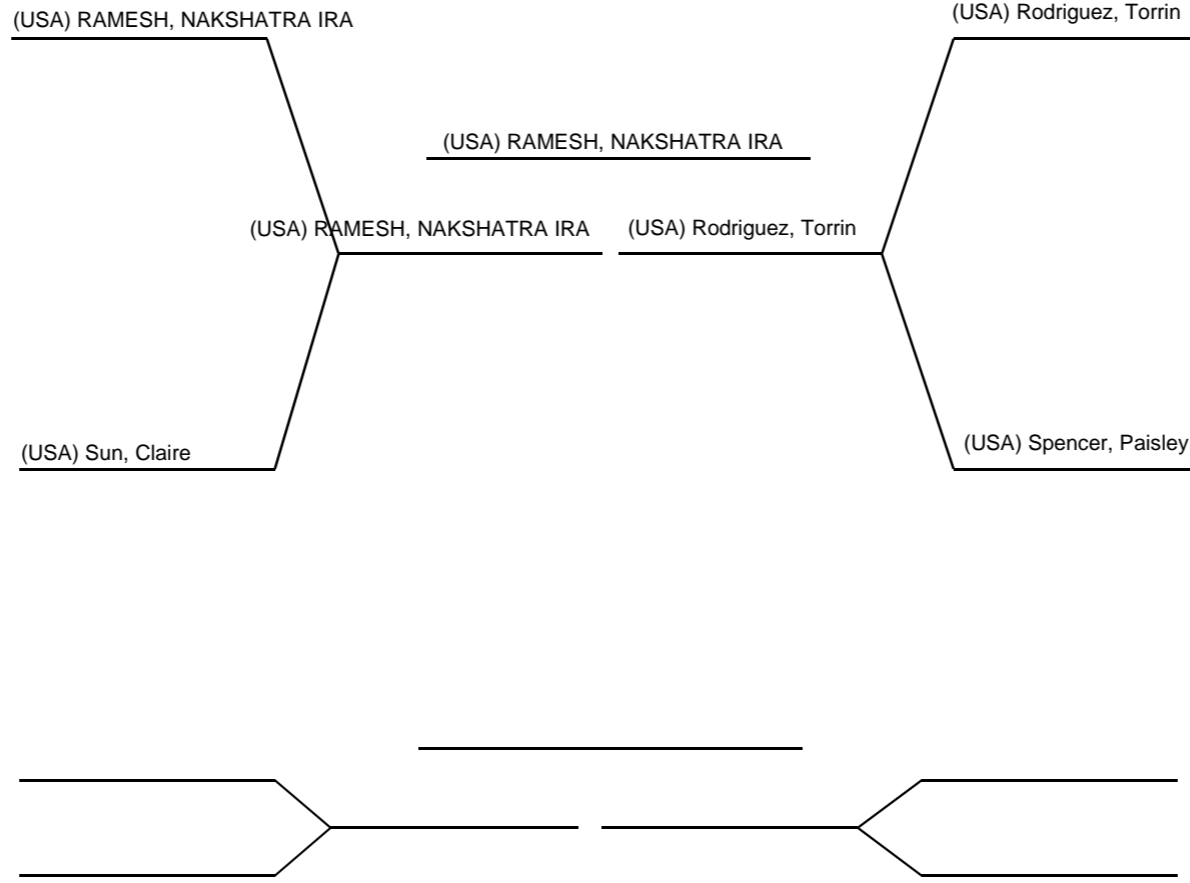 (USA) RAMESH, NAKSHATRA IRA
(USA) Rodriguez, Torrin
(USA) RAMESH, NAKSHATRA IRA
(USA) RAMESH, NAKSHATRA IRA
(USA) Rodriguez, Torrin
(USA) Sun, Claire
(USA) Spencer, Paisley